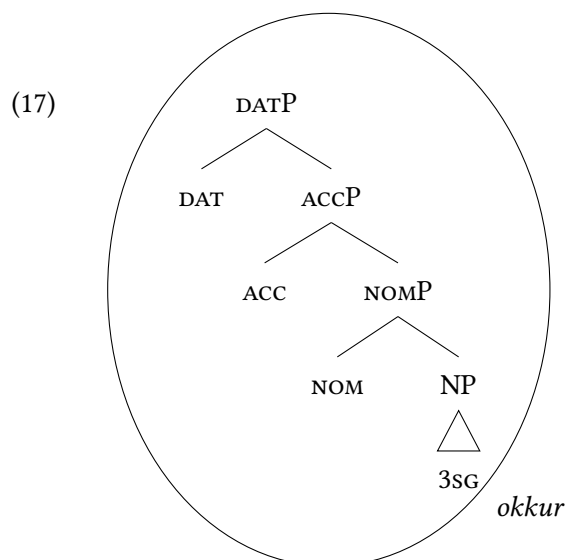 (17)
DATP
DAT ACCP
ACC NOMP
NOM NP
3SG
okkur